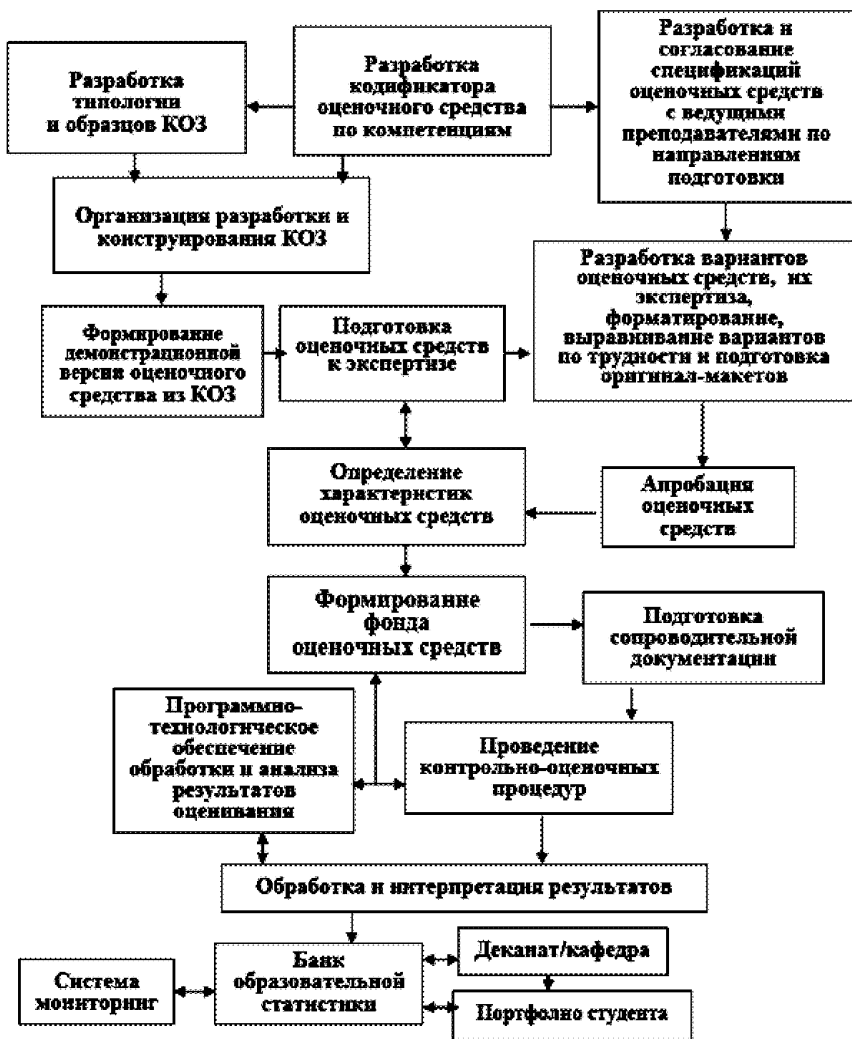 Разработка
типологии
и образцов КОЗ
Разработка
кодификатора
оценочного средства
по компетенциям
Разработка и
согласование
спецификаций
оценочных средств
с ведущими
преподавателями по
направлениям
подготовки
Организация разработки и
конструирования КОЗ
Формирование
демонстрационной
версия оценочного
средства из КОЗ
Подготовка
оценочных средств
к экспертизе
Разработка вариантов
оценочных средств, их
экспертиза,
форматирование,
выравнивание вариантов
по трудности и подготовка
оригинал-макетов
Определение
характеристик
оценочных средств
Апробация
оценочных
средств
Формирование
фонда
оценочных средств
Подготовка
сопроводительной
документации
Программно-
технологическое
обеспечение
обработки и анализа
результатов
оценивания
Проведение
контрольно-оценочных
процедур
Обработка и интерпретация результатов
Система
мониторинг
Банк
образовательной
статистики
Деканат/кафедра
Портфолио студента